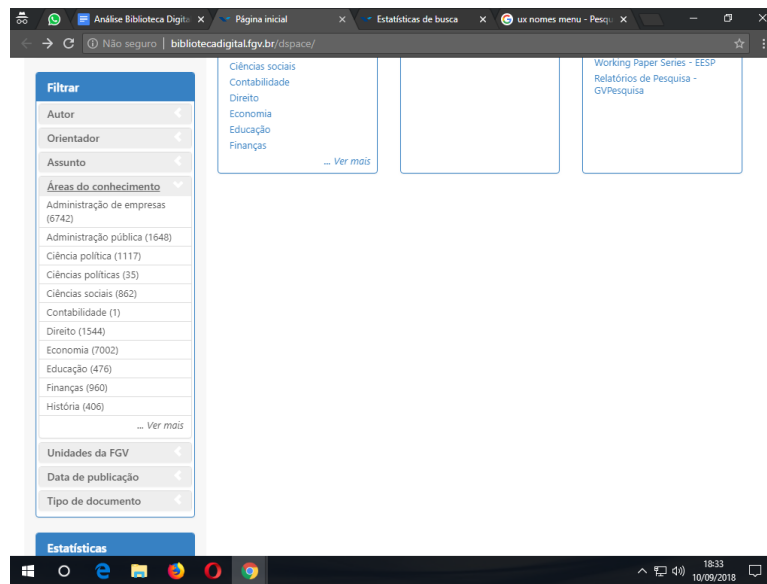 Análise Biblioteca Digita
Página inicial
Estatísticas de busca
ux nomes menu - Pesqu
Não seguro | bibliotecadigital.fgv.br/dspace/
Filtrar
Autor
Orientador
Assunto
Áreas do conhecimento
Administração de empresas
(6742)
Administração pública (1648)
Ciência política (1117)
Ciências políticas (35)
Ciências sociais (862)
Contabilidade (1)
Direito (1544)
Economia (7002)
Educação (476)
Finanças (960)
História (406)
... Ver mais
Unidades da FGV
Data de publicação
Tipo de documento
Estatísticas
Ciências sociais
Contabilidade
Direito
Economia
Educação
Finanças
... Ver mais
Working Paper Series - EESP
Relatórios de Pesquisa -
GVPesquisa
18:33
10/09/2018